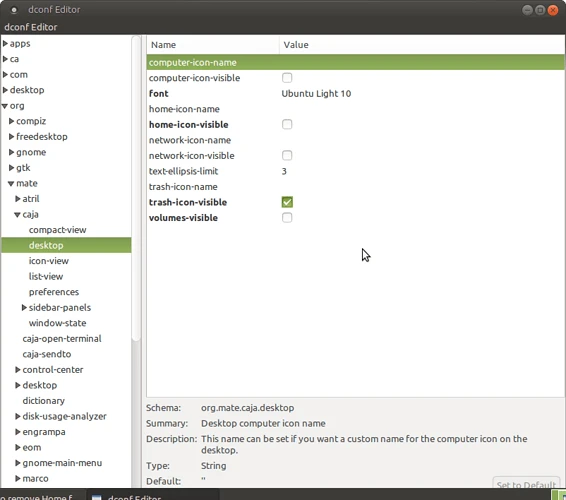 dconf Editor
dconf Editor
apps
ca
com
desktop
org
compiz
freedesktop
gnome
gtk
mate
atril
caja
compact-view
desktop
icon-view
list-view
preferences
sidebar-panels
window-state
caja-open-terminal
caja-sendto
control-center
desktop
dictionary
disk-usage-analyzer
engrampa
eom
gnome-main-menu
marco
Name Value
computer-icon-name
computer-icon-visible
font Ubuntu Light 10
home-icon-name
home-icon-visible
network-icon-name
network-icon-visible
text-ellipsis-limit 3
trash-icon-name
trash-icon-visible
volumes-visible
Schema: org.mate.caja.desktop
Summary: Desktop computer icon name
Description: This name can be set if you want a custom name for the computer icon on the
desktop.
Type: String
Default: ''
Set to Default
o remove Home f dconf Editor